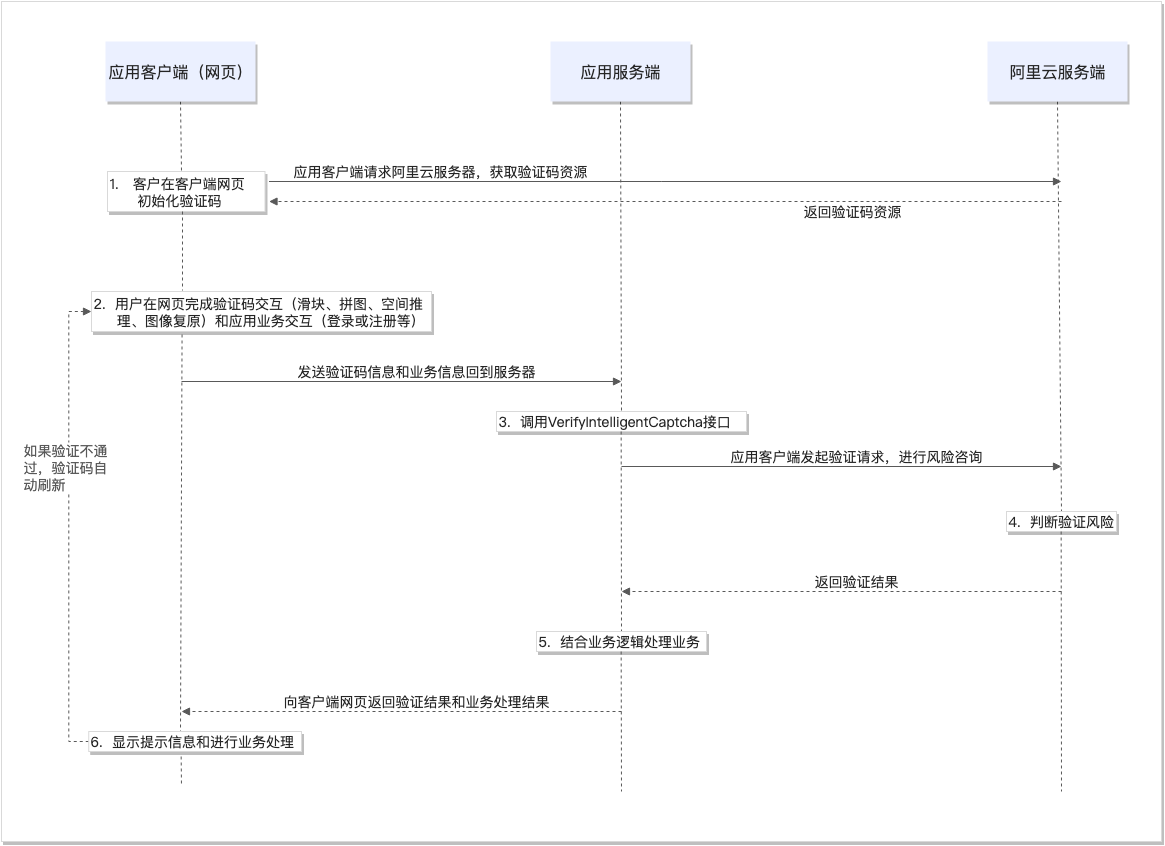 应用客户端（网页）
应用服务端
阿里云服务端
应用客户端请求阿里云服务器，获取验证码资源
1. 客户在客户端网页
初始化验证码
返回验证码资源
2. 用户在网页完成验证码交互（滑块、拼图、空间推
理、图像复原）和应用业务交互（登录或注册等）
发送验证码信息和业务信息回到服务器
3. 调用VerifyIntelligentCaptcha接口
如果验证不通
过，验证码自
动刷新
应用客户端发起验证请求，进行风险咨询
4. 判断验证风险
返回验证结果
5. 结合业务逻辑处理业务
向客户端网页返回验证结果和业务处理结果
6. 显示提示信息和进行业务处理